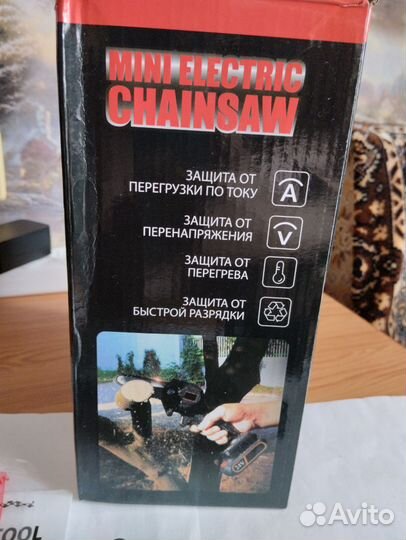 MINI ELECTRIC
CHAINSAW
ЗАЩИТА ОТ
ПЕРЕГРУЗКИ ПО ТОКУ
A
ЗАЩИТА ОТ
ПЕРЕНАПРЯЖЕНИЯ
V
ЗАЩИТА ОТ
ПЕРЕГРЕВА
ЗАЩИТА ОТ
БЫСТРОЙ РАЗРЯДКИ
24V
TOOL
Avito